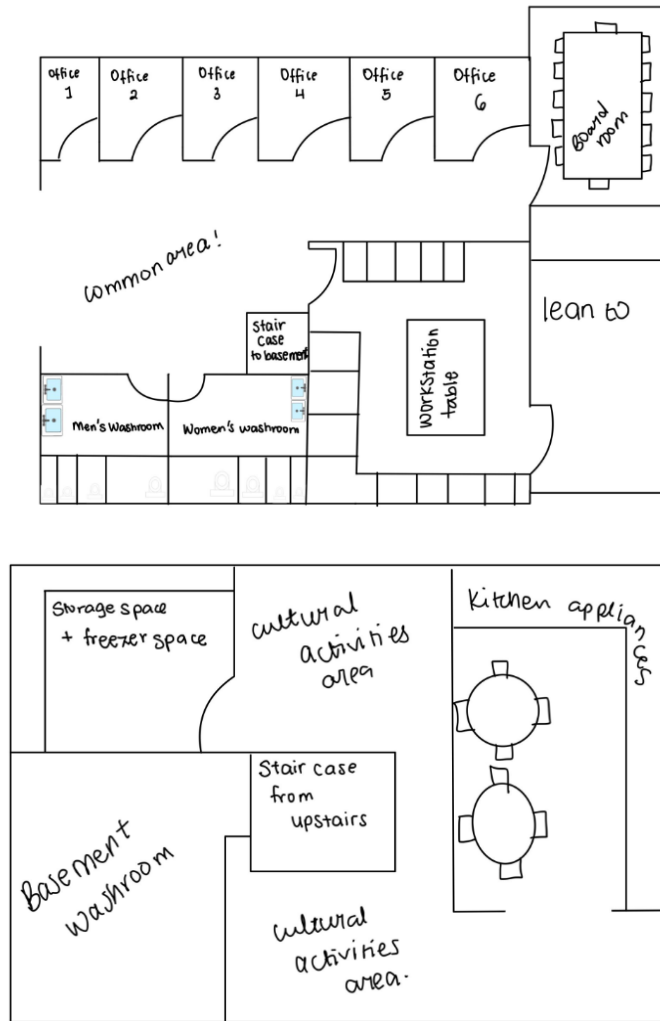 Office
1
Office
2
Office
3
Office
4
Office
5
Office
6
Board
room
common area!
Stair
case
to basement
lean to
workstation
table
Men's washroom
Women's washroom
Storage space
+ freezer space
cultural
activities
area
Kitchen appliances
Stair case
from
upstairs
Basement
washroom
cultural
activities
area.